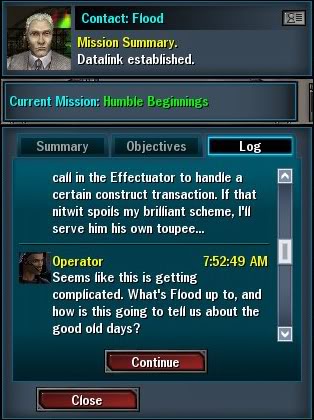 Contact: Flood
Mission Summary.
Datalink established.
Current Mission: Humble Beginnings
Summary
Objectives
Log
call in the Effectuator to handle a
certain construct transaction. If that
nitwit spoils my brilliant scheme, I'll
serve him his own toupee...
Operator 7:52:49 AM
Seems like this is getting
complicated. What's Flood up to, and
how is this going to tell us about the
good old days?
Continue
Close